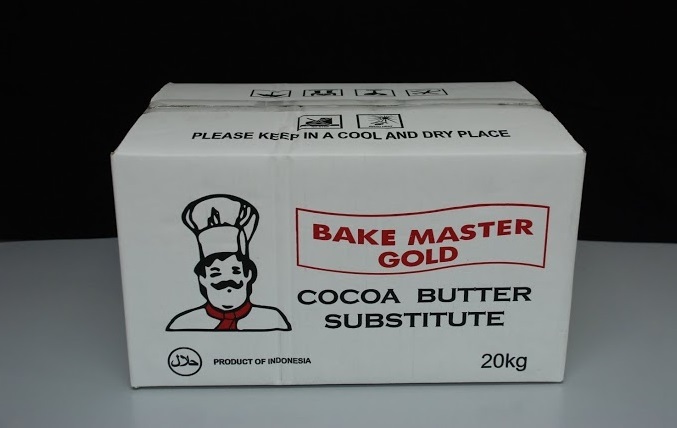 PLEASE KEEP IN A COOL AND DRY PLACE
BAKE MASTER
GOLD
COCOA BUTTER
SUBSTITUTE
حلال
PRODUCT OF INDONESIA
20kg